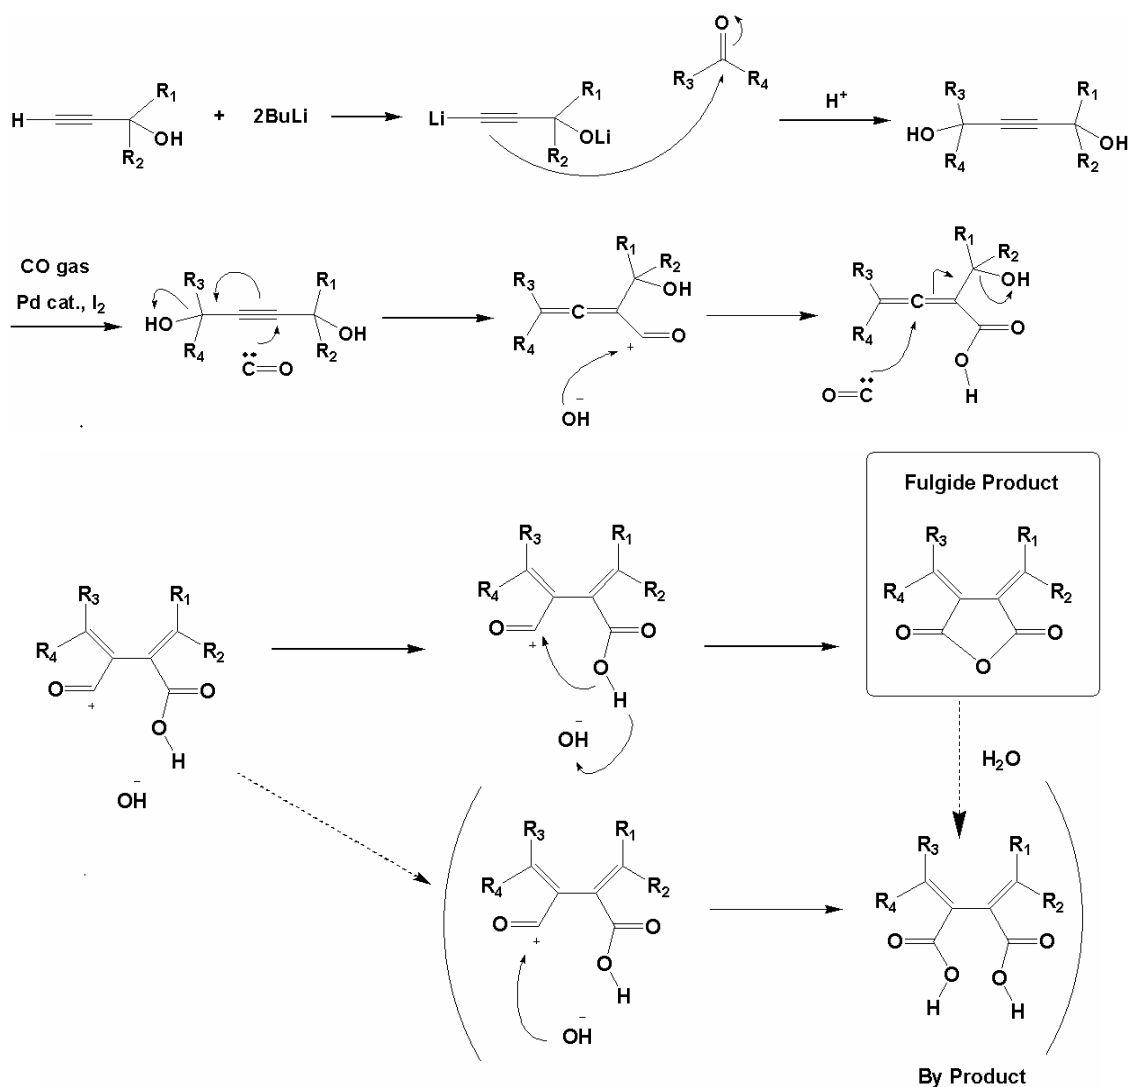 H
R₁
OH
R₂
+
2BuLi
Li
R₁
OLi
R₂
O
R₃
R₄
H⁺
R₃
HO
R₄
R₁
OH
R₂
CO gas
Pd cat., I₂
R₃
HO
R₄
R₁
OH
R₂
C=O
R₃
R₄
C
R₁
R₂
OH
O
+
OH⁻
R₃
R₄
C
R₁
R₂
OH
O
O
H
O=C
R₃
R₄
R₁
R₂
O
+
O
O
H
OH⁻
R₃
R₄
R₁
R₂
O
+
O
O
H
OH⁻
Fulgide Product
R₃
R₄
R₁
R₂
O
O
O
H₂O
R₃
R₄
R₁
R₂
O
+
O
O
H
OH⁻
R₃
R₄
R₁
R₂
O
O
O
O
H
H
By Product